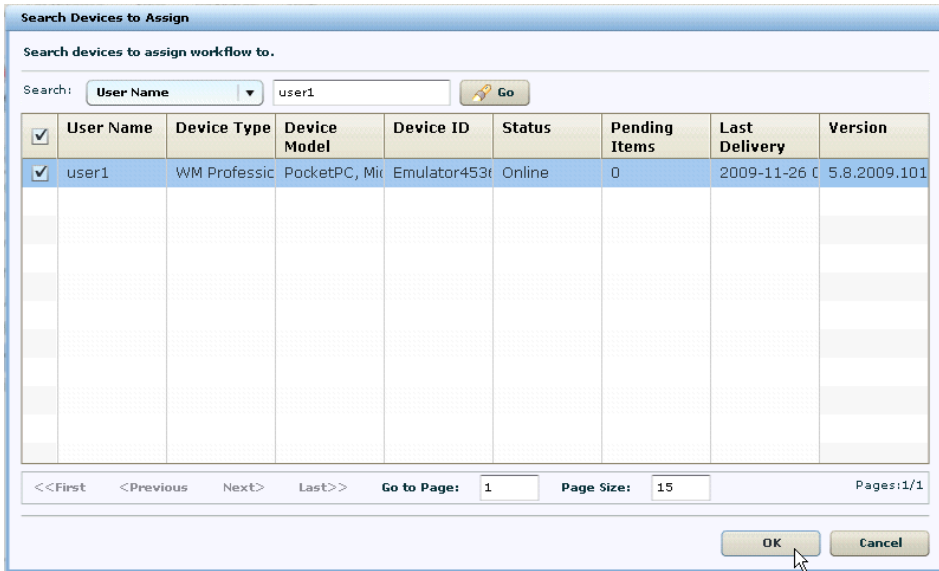 Search Devices to Assign
Search devices to assign workflow to.
Search: User Name user1 Go
User Name Device Type Device Model Device ID Status Pending Items Last Delivery Version
user1 WM Professic PocketPC, Mic Emulator4536 Online 0 2009-11-26 0 5.8.2009.101
<<First <Previous Next> Last>> Go to Page: 1 Page Size: 15 Pages:1/1
OK Cancel